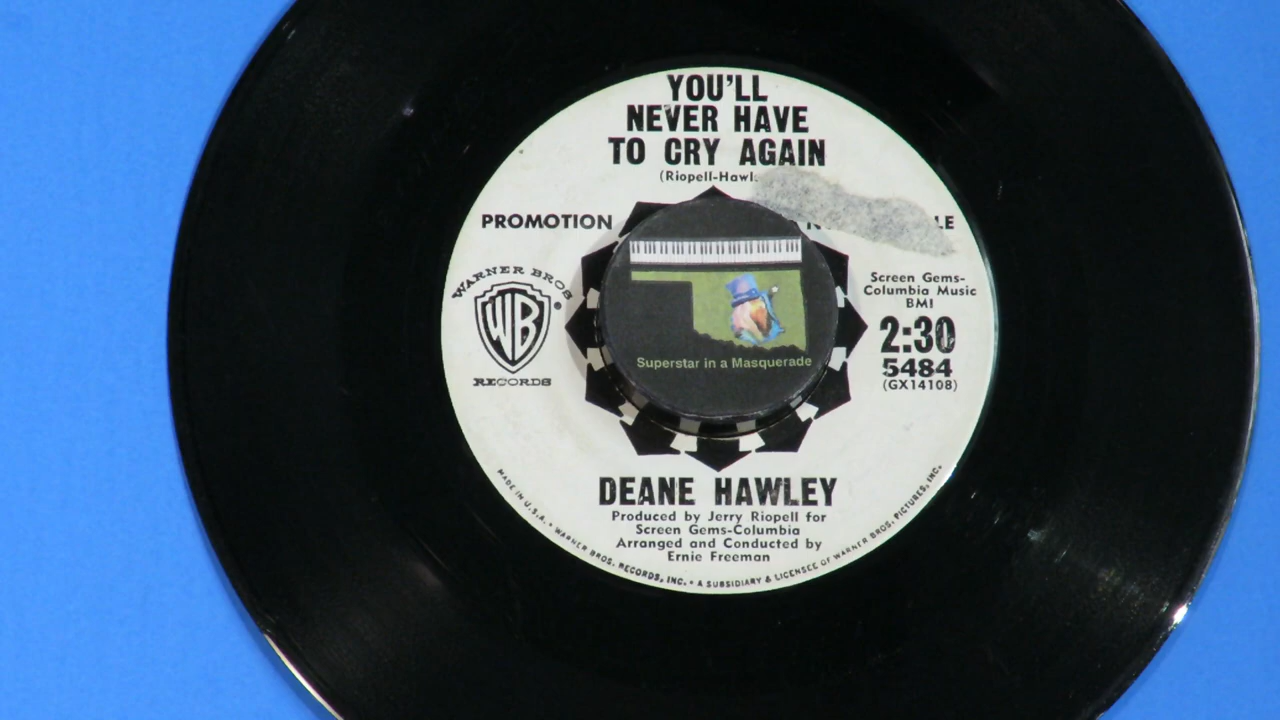 YOU'LL
NEVER HAVE
TO CRY AGAIN
(Riopell-Hawl
PROMOTION
WARNER BROS
WB
®
RECORDS
Screen Gems-
Columbia Music
BMI
2:30
5484
(GX14108)
Superstar in a Masquerade
DEANE HAWLEY
Produced by Jerry Riopell for
Screen Gems-Columbia
Arranged and Conducted by
Ernie Freeman
MADE IN U.S.A. • WARNER BROS. RECORDS, INC. • A SUBSIDIARY & LICENSEE OF WARNER BROS. PICTURES, INC.